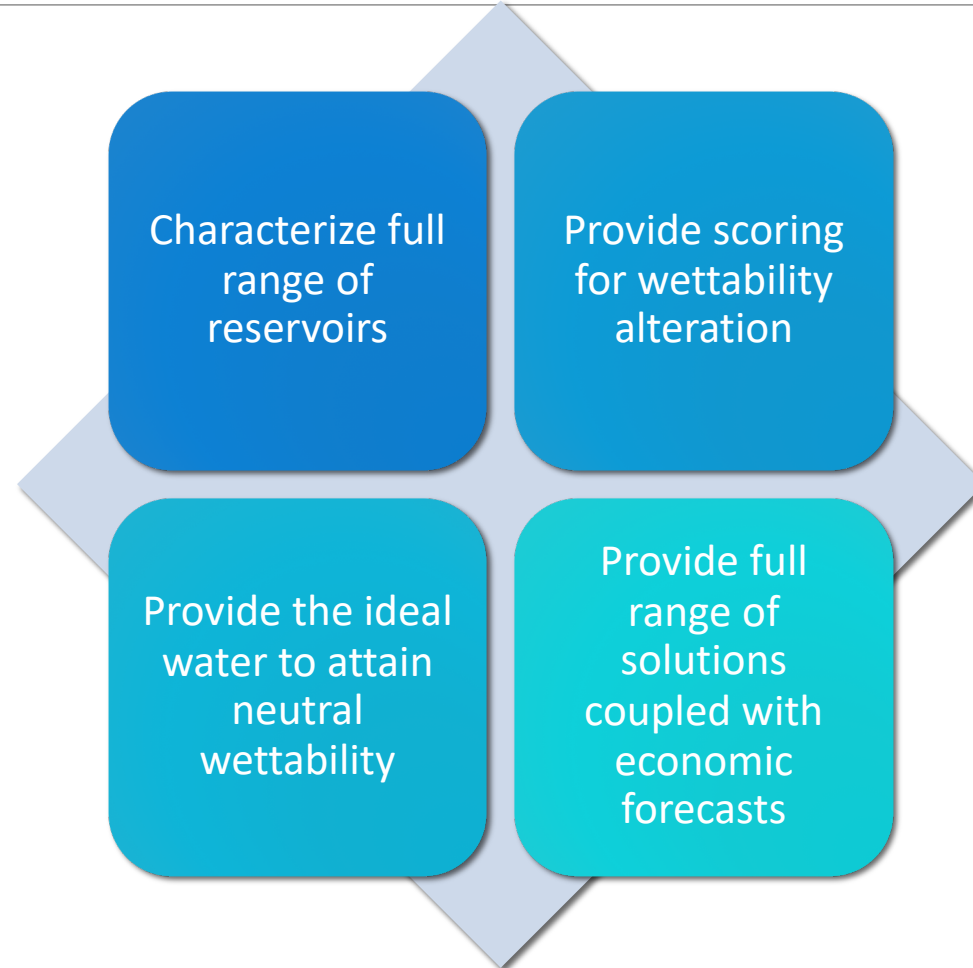 Characterize full
range of
reservoirs
Provide scoring
for wettability
alteration
Provide the ideal
water to attain
neutral
wettability
Provide full
range of
solutions
coupled with
economic
forecasts